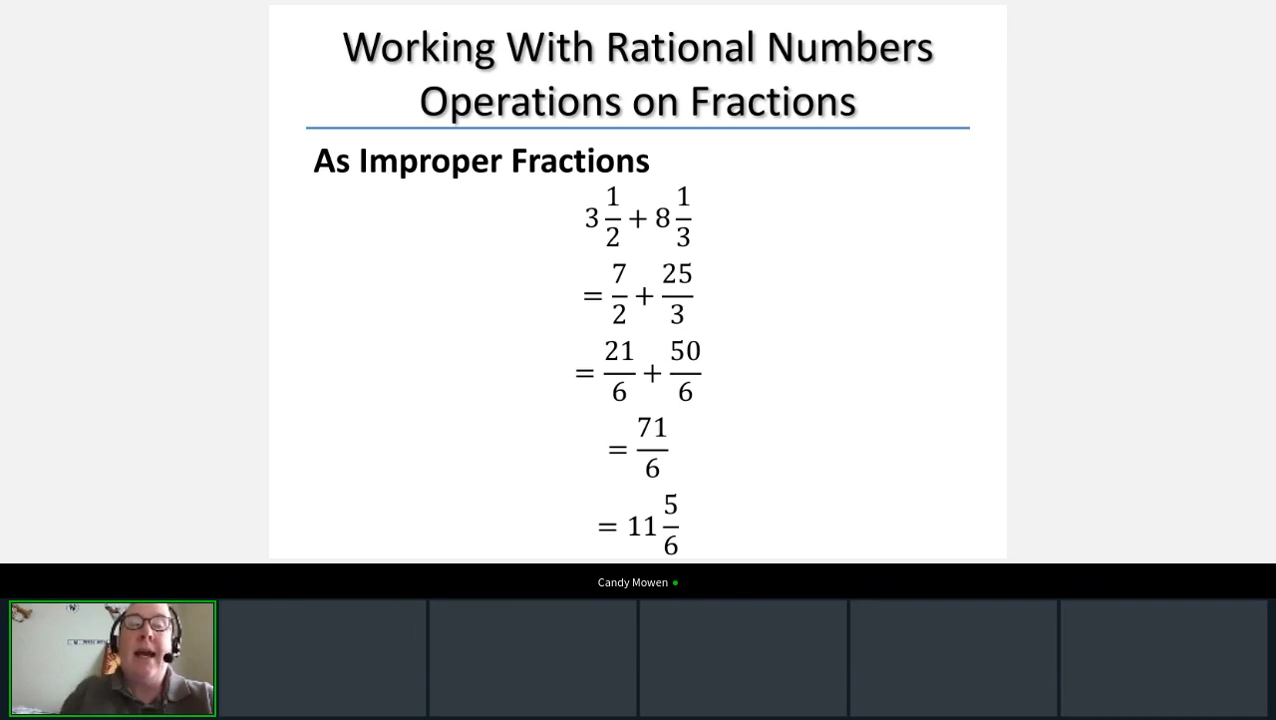 Working With Rational Numbers
Operations on Fractions
As Improper Fractions
3 1/2 + 8 1/3
= 7/2 + 25/3
= 21/6 + 50/6
= 71/6
= 11 5/6
Candy Mowen